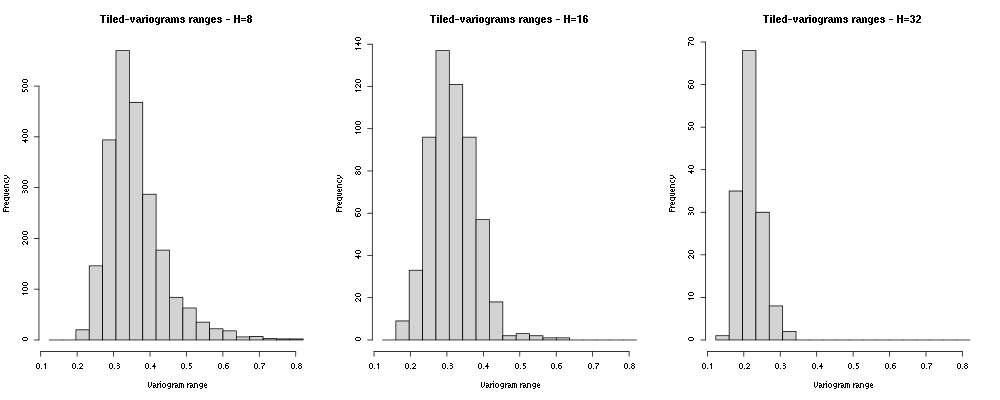 Tiled-variograms ranges - H=8
Frequency
0
100
200
300
400
500
0.1 0.2 0.3 0.4 0.5 0.6 0.7 0.8
Variogram range
Tiled-variograms ranges - H=16
Frequency
0
20
40
60
80
100
120
140
0.1 0.2 0.3 0.4 0.5 0.6 0.7 0.8
Variogram range
Tiled-variograms ranges - H=32
Frequency
0
10
20
30
40
50
60
70
0.1 0.2 0.3 0.4 0.5 0.6 0.7 0.8
Variogram range